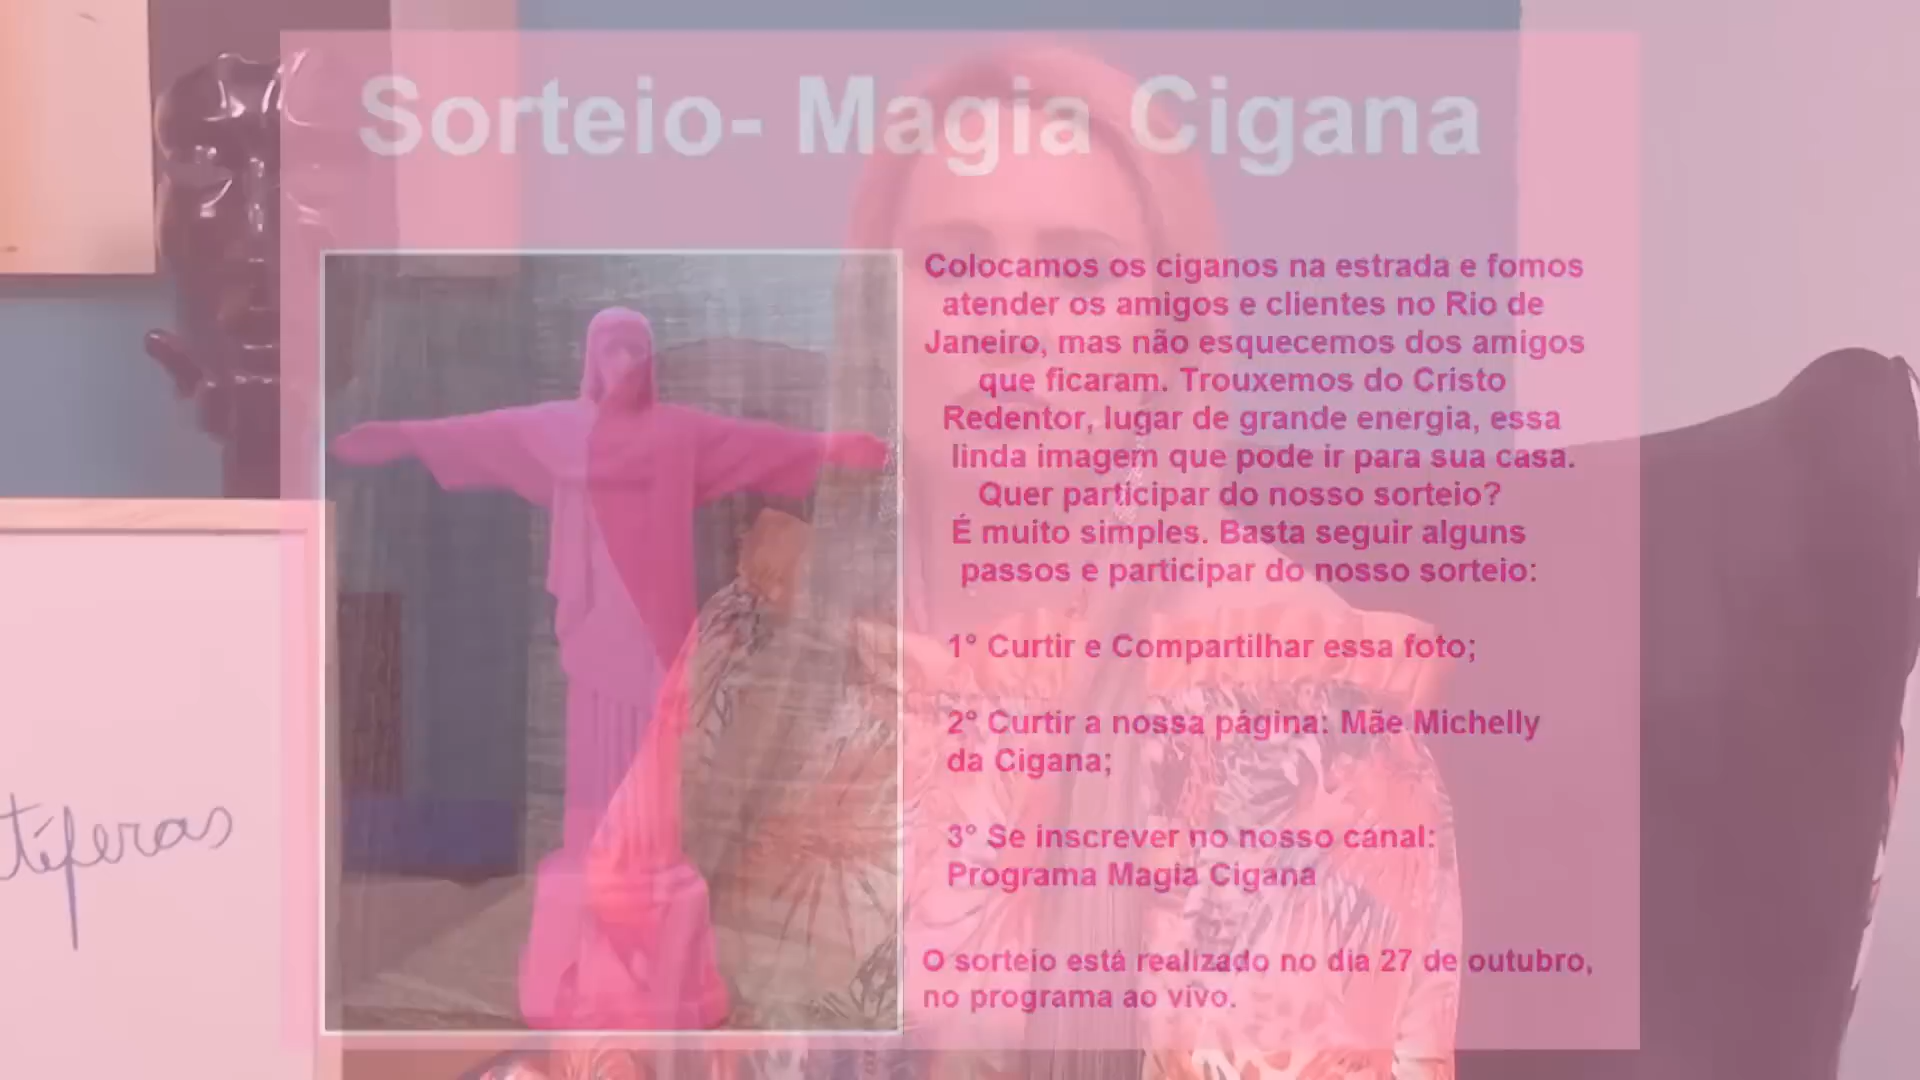 Sorteio- Magia Cigana
Colocamos os ciganos na estrada e fomos
atender os amigos e clientes no Rio de
Janeiro, mas não esquecemos dos amigos
que ficaram. Trouxemos do Cristo
Redentor, lugar de grande energia, essa
linda imagem que pode ir para sua casa.
Quer participar do nosso sorteio?
É muito simples. Basta seguir alguns
passos e participar do nosso sorteio:
1° Curtir e Compartilhar essa foto;
2° Curtir a nossa página: Mãe Michelly
da Cigana;
3° Se inscrever no nosso canal:
Programa Magia Cigana
O sorteio está realizado no dia 27 de outubro,
no programa ao vivo.